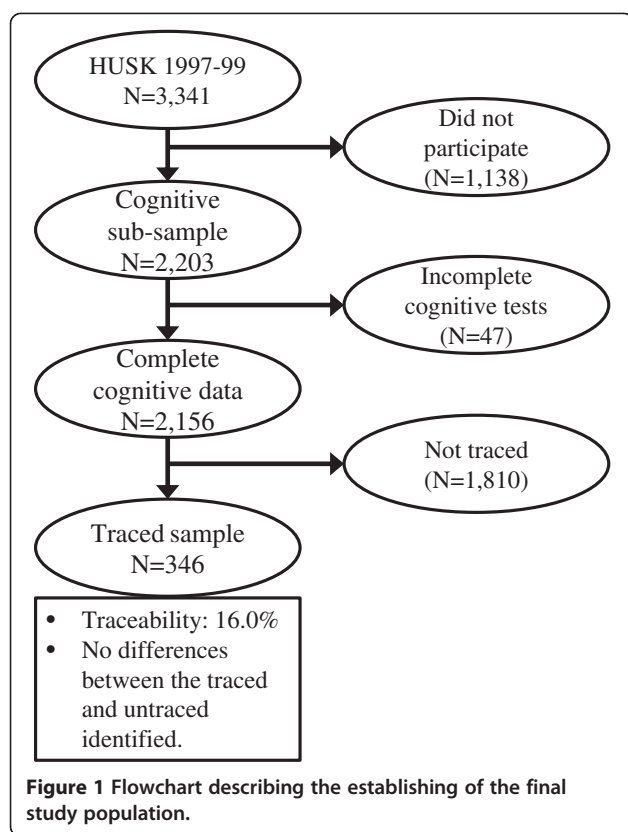 HUSK 1997-99
N=3,341
Did not
participate
(N=1,138)
Cognitive
sub-sample
N=2,203
Incomplete
cognitive tests
(N=47)
Complete
cognitive data
N=2,156
Not traced
(N=1,810)
Traced sample
N=346
• Traceability: 16.0%
• No differences
between the traced
and untraced
identified.
Figure 1 Flowchart describing the establishing of the final
study population.